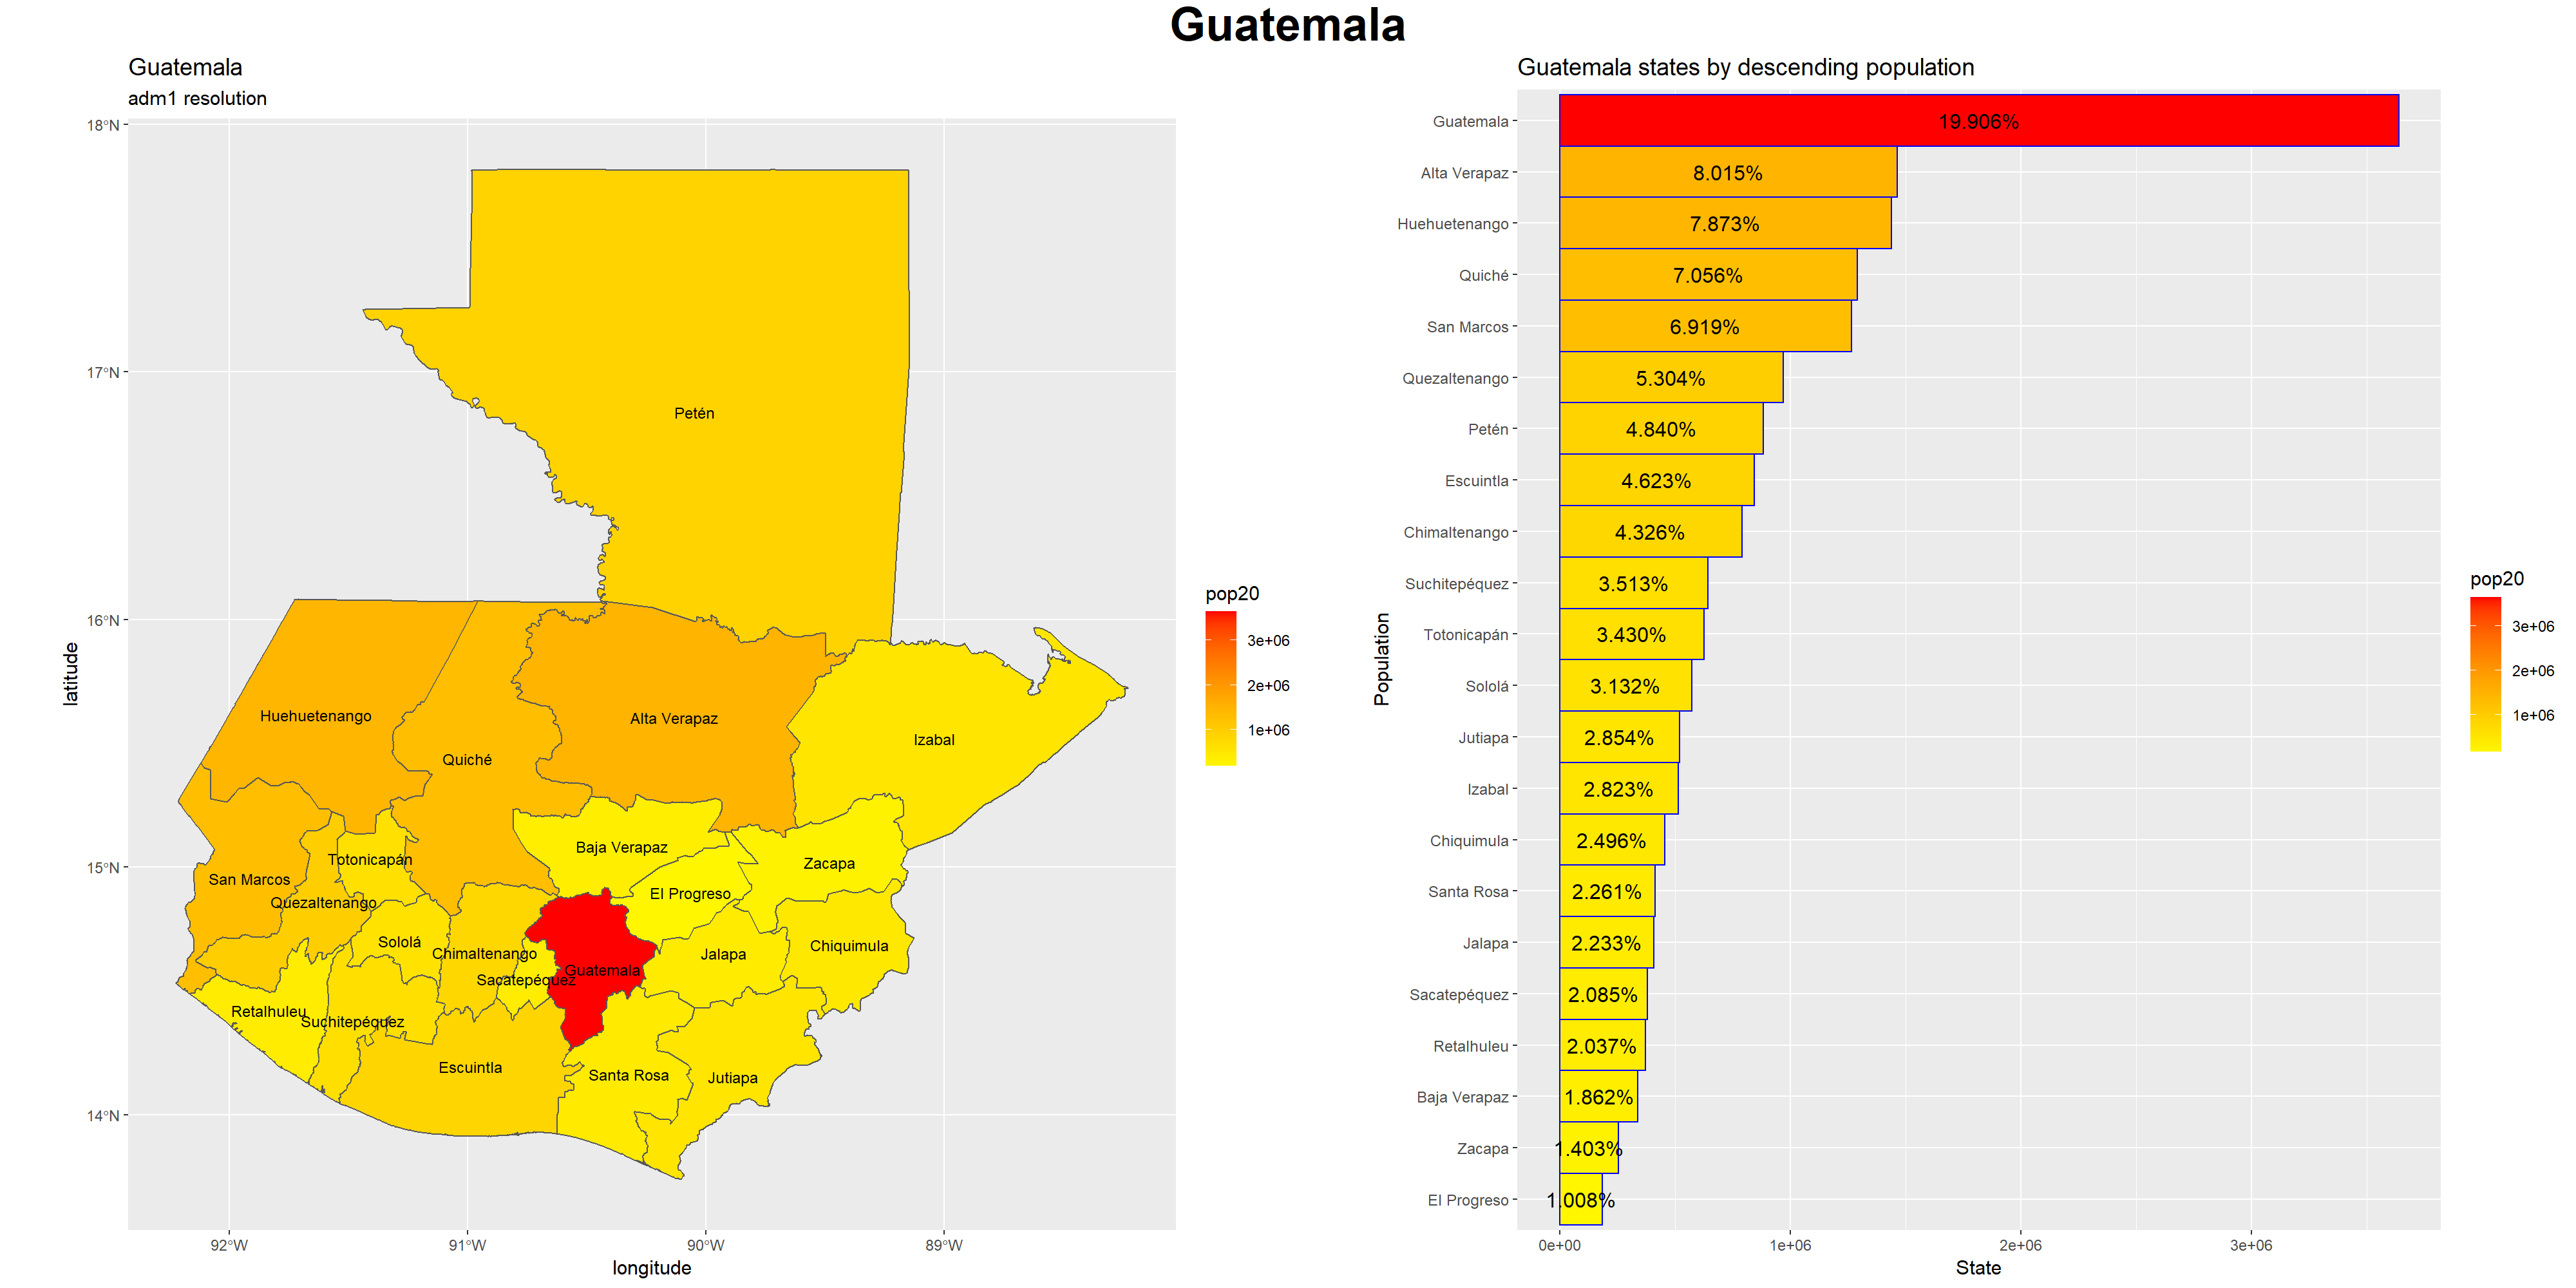 Guatemala
Guatemala
adm1 resolution
18°N
17°N
16°N
15°N
14°N
latitude
Petén
Huehuetenango
Alta Verapaz
Izabal
Quiché
Baja Verapaz
Totonicapán
Zacapa
San Marcos
El Progreso
Quezaltenango
Sololá
Chiquimula
Chimaltenango
Jalapa
Guatemala
Sacatepéquez
Retalhuleu
Suchitepéquez
Escuintla
Santa Rosa
Jutiapa
92°W 91°W 90°W 89°W
longitude
pop20
3e+06
2e+06
1e+06
Guatemala states by descending population
Population
Guatemala 19.906%
Alta Verapaz 8.015%
Huehuetenango 7.873%
Quiché 7.056%
San Marcos 6.919%
Quezaltenango 5.304%
Petén 4.840%
Escuintla 4.623%
Chimaltenango 4.326%
Suchitepéquez 3.513%
Totonicapán 3.430%
Sololá 3.132%
Jutiapa 2.854%
Izabal 2.823%
Chiquimula 2.496%
Santa Rosa 2.261%
Jalapa 2.233%
Sacatepéquez 2.085%
Retalhuleu 2.037%
Baja Verapaz 1.862%
Zacapa 1.403%
El Progreso 1.008%
0e+00 1e+06 2e+06 3e+06
State
pop20
3e+06
2e+06
1e+06